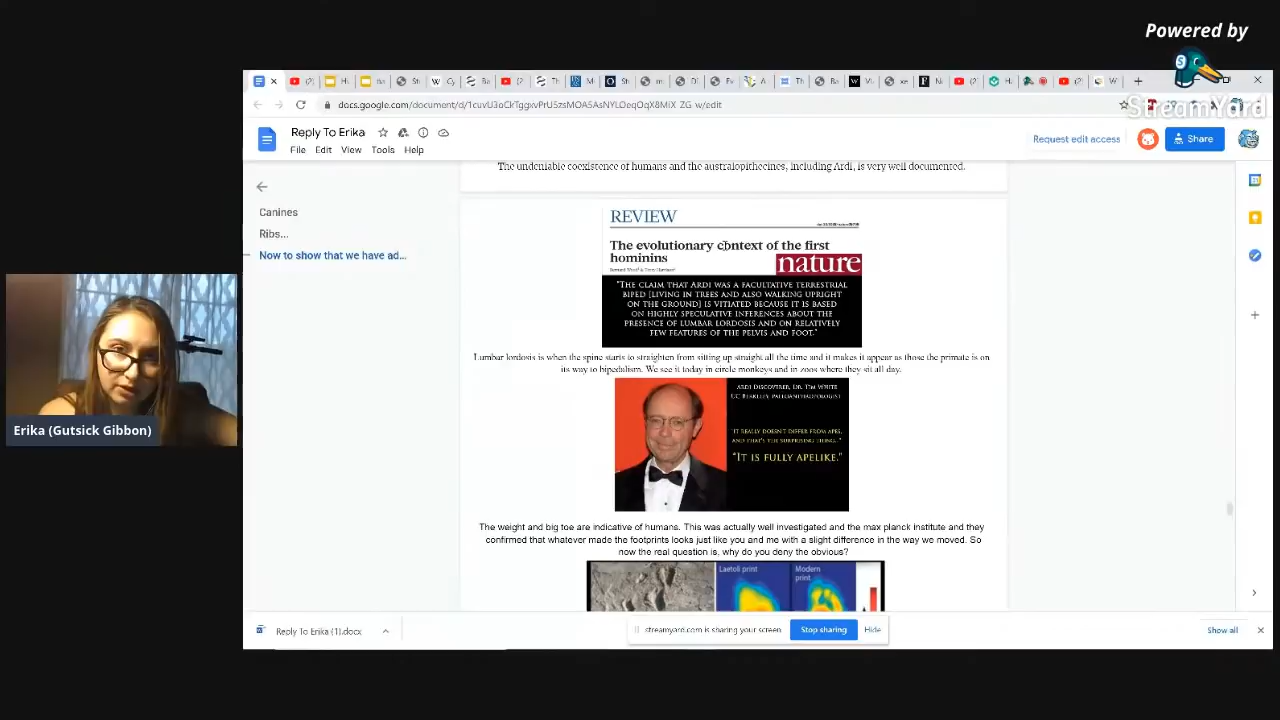 Powered by
StreamYard
docs.google.com/document/d/1cuvU3aCkTggxvPrUSzsMOA5AsNYLOeqOqX8MiX_ZG_w/edit
Reply To Erika
File Edit View Tools Help
Request edit access
Share
The undeniable coexistence of humans and the australopithecines, including Ardi, is very well documented.
Canines
Ribs...
Now to show that we have ad...
REVIEW
The evolutionary context of the first
hominins
nature
"THE CLAIM THAT ARDI WAS A FACULTATIVE TERRESTRIAL
BIPED [LIVING IN TREES AND ALSO WALKING UPRIGHT
ON THE GROUND] IS VITIATED BECAUSE IT IS BASED
ON HIGHLY SPECULATIVE INFERENCES ABOUT THE
PRESENCE OF LUMBAR LORDOSIS AND ON RELATIVELY
FEW FEATURES OF THE PELVIS AND FOOT."
Lumbar lordosis is when the spine starts to straighten from sitting up straight all the time and it makes it appear as those the primate is on
its way to bipedalism. We see it today in circle monkeys and in zoos where they sit all day.
ARDI DISCOVERER, DR. TIM WHITE
UC BERKLEY, PALEOANTHROPOLOGIST
"IT REALLY DOESN'T DIFFER FROM APES,
AND THAT'S THE SURPRISING THING..."
"IT IS FULLY APELIKE."
The weight and big toe are indicative of humans. This was actually well investigated and the max planck institute and they
confirmed that whatever made the footprints looks just like you and me with a slight difference in the way we moved. So
now the real question is, why do you deny the obvious?
Laetoli print
Modern
print
Erika (Gutsick Gibbon)
Reply To Erika (1).docx
streamyard.com is sharing your screen.
Stop sharing
Hide
Show all